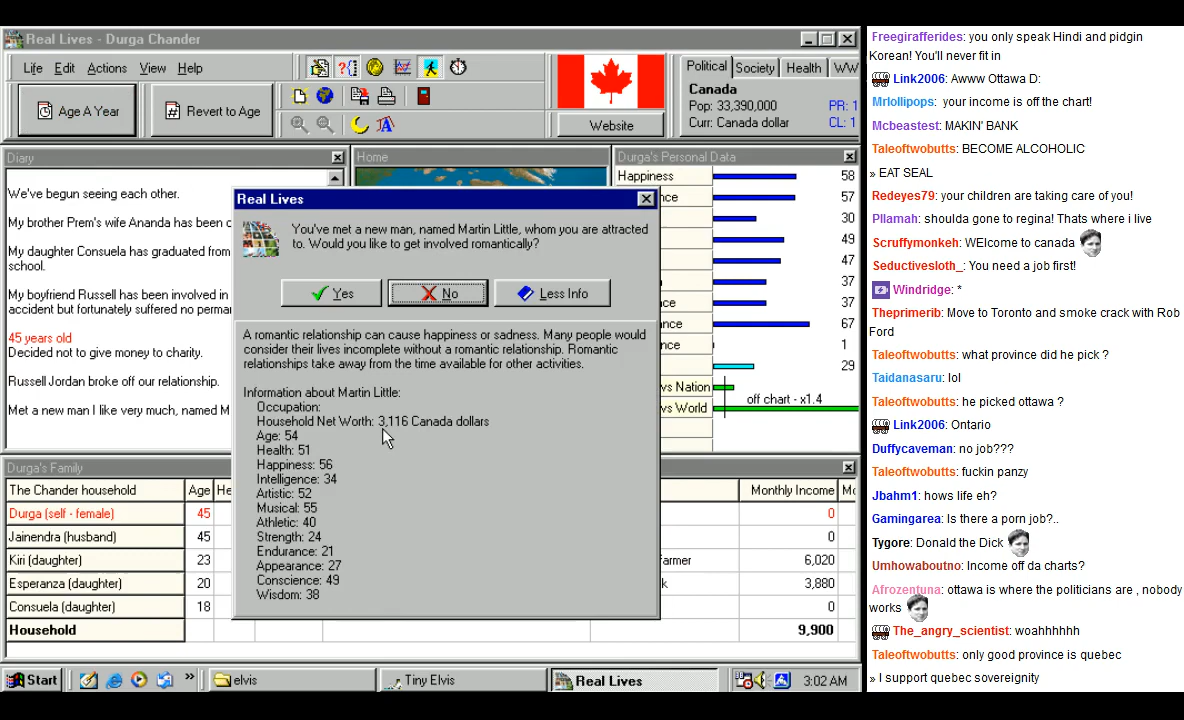 Real Lives - Durga Chander
Life Edit Actions View Help
Age A Year
Revert to Age
Website
Political Society Health WW
Canada
Pop: 33,390,000 PR: 1
Curr: Canada dollar CL: 1
Diary
We've begun seeing each other.
My brother Prem's wife Ananda has been
My daughter Consuela has graduated from
school.
My boyfriend Russell has been involved in
accident but fortunately suffered no perma
45 years old
Decided not to give money to charity.
Russell Jordan broke off our relationship.
Met a new man I like very much, named M
Home
Durga's Personal Data
Happiness 58
57
30
49
47
37
37
67
1
29
vs Nation
vs World
off chart - x1.4
Real Lives
You've met a new man, named Martin Little, whom you are attracted
to. Would you like to get involved romantically?
Yes No Less Info
A romantic relationship can cause happiness or sadness. Many people would
consider their lives incomplete without a romantic relationship. Romantic
relationships take away from the time available for other activities.
Information about Martin Little:
Occupation:
Household Net Worth: 3,116 Canada dollars
Age: 54
Health: 51
Happiness: 56
Intelligence: 34
Artistic: 52
Musical: 55
Athletic: 40
Strength: 24
Endurance: 21
Appearance: 27
Conscience: 49
Wisdom: 38
Durga's Family
The Chander household Age He Monthly Income Mo
Durga (self - female) 45 0
Jainendra (husband) 45 0
Kiri (daughter) 23 farmer 6,020
Esperanza (daughter) 20 k 3,880
Consuela (daughter) 18 0
Household 9,900
Start » elvis Tiny Elvis Real Lives 3:02 AM
Freegirafferides: you only speak Hindi and pidgin
Korean! You'll never fit in
Link2006: Awww Ottawa D:
Mrlollipops: your income is off the chart!
Mcbeastest: MAKIN' BANK
Taleoftwobutts: BECOME ALCOHOLIC
» EAT SEAL
Redeyes79: your children are taking care of you!
Pllamah: shoulda gone to regina! Thats where i live
Scruffymonkeh: WElcome to canada
Seductivesloth_: You need a job first!
Windridge: *
Theprimerib: Move to Toronto and smoke crack with Rob
Ford
Taleoftwobutts: what province did he pick ?
Taidanasaru: lol
Taleoftwobutts: he picked ottawa ?
Link2006: Ontario
Duffycaveman: no job???
Taleoftwobutts: fuckin panzy
Jbahm1: hows life eh?
Gamingarea: Is there a porn job?..
Tygore: Donald the Dick
Umhowaboutno: Income off da charts?
Afrozentuna: ottawa is where the politicians are , nobody
works
The_angry_scientist: woahhhhhh
Taleoftwobutts: only good province is quebec
» I support quebec sovereignity